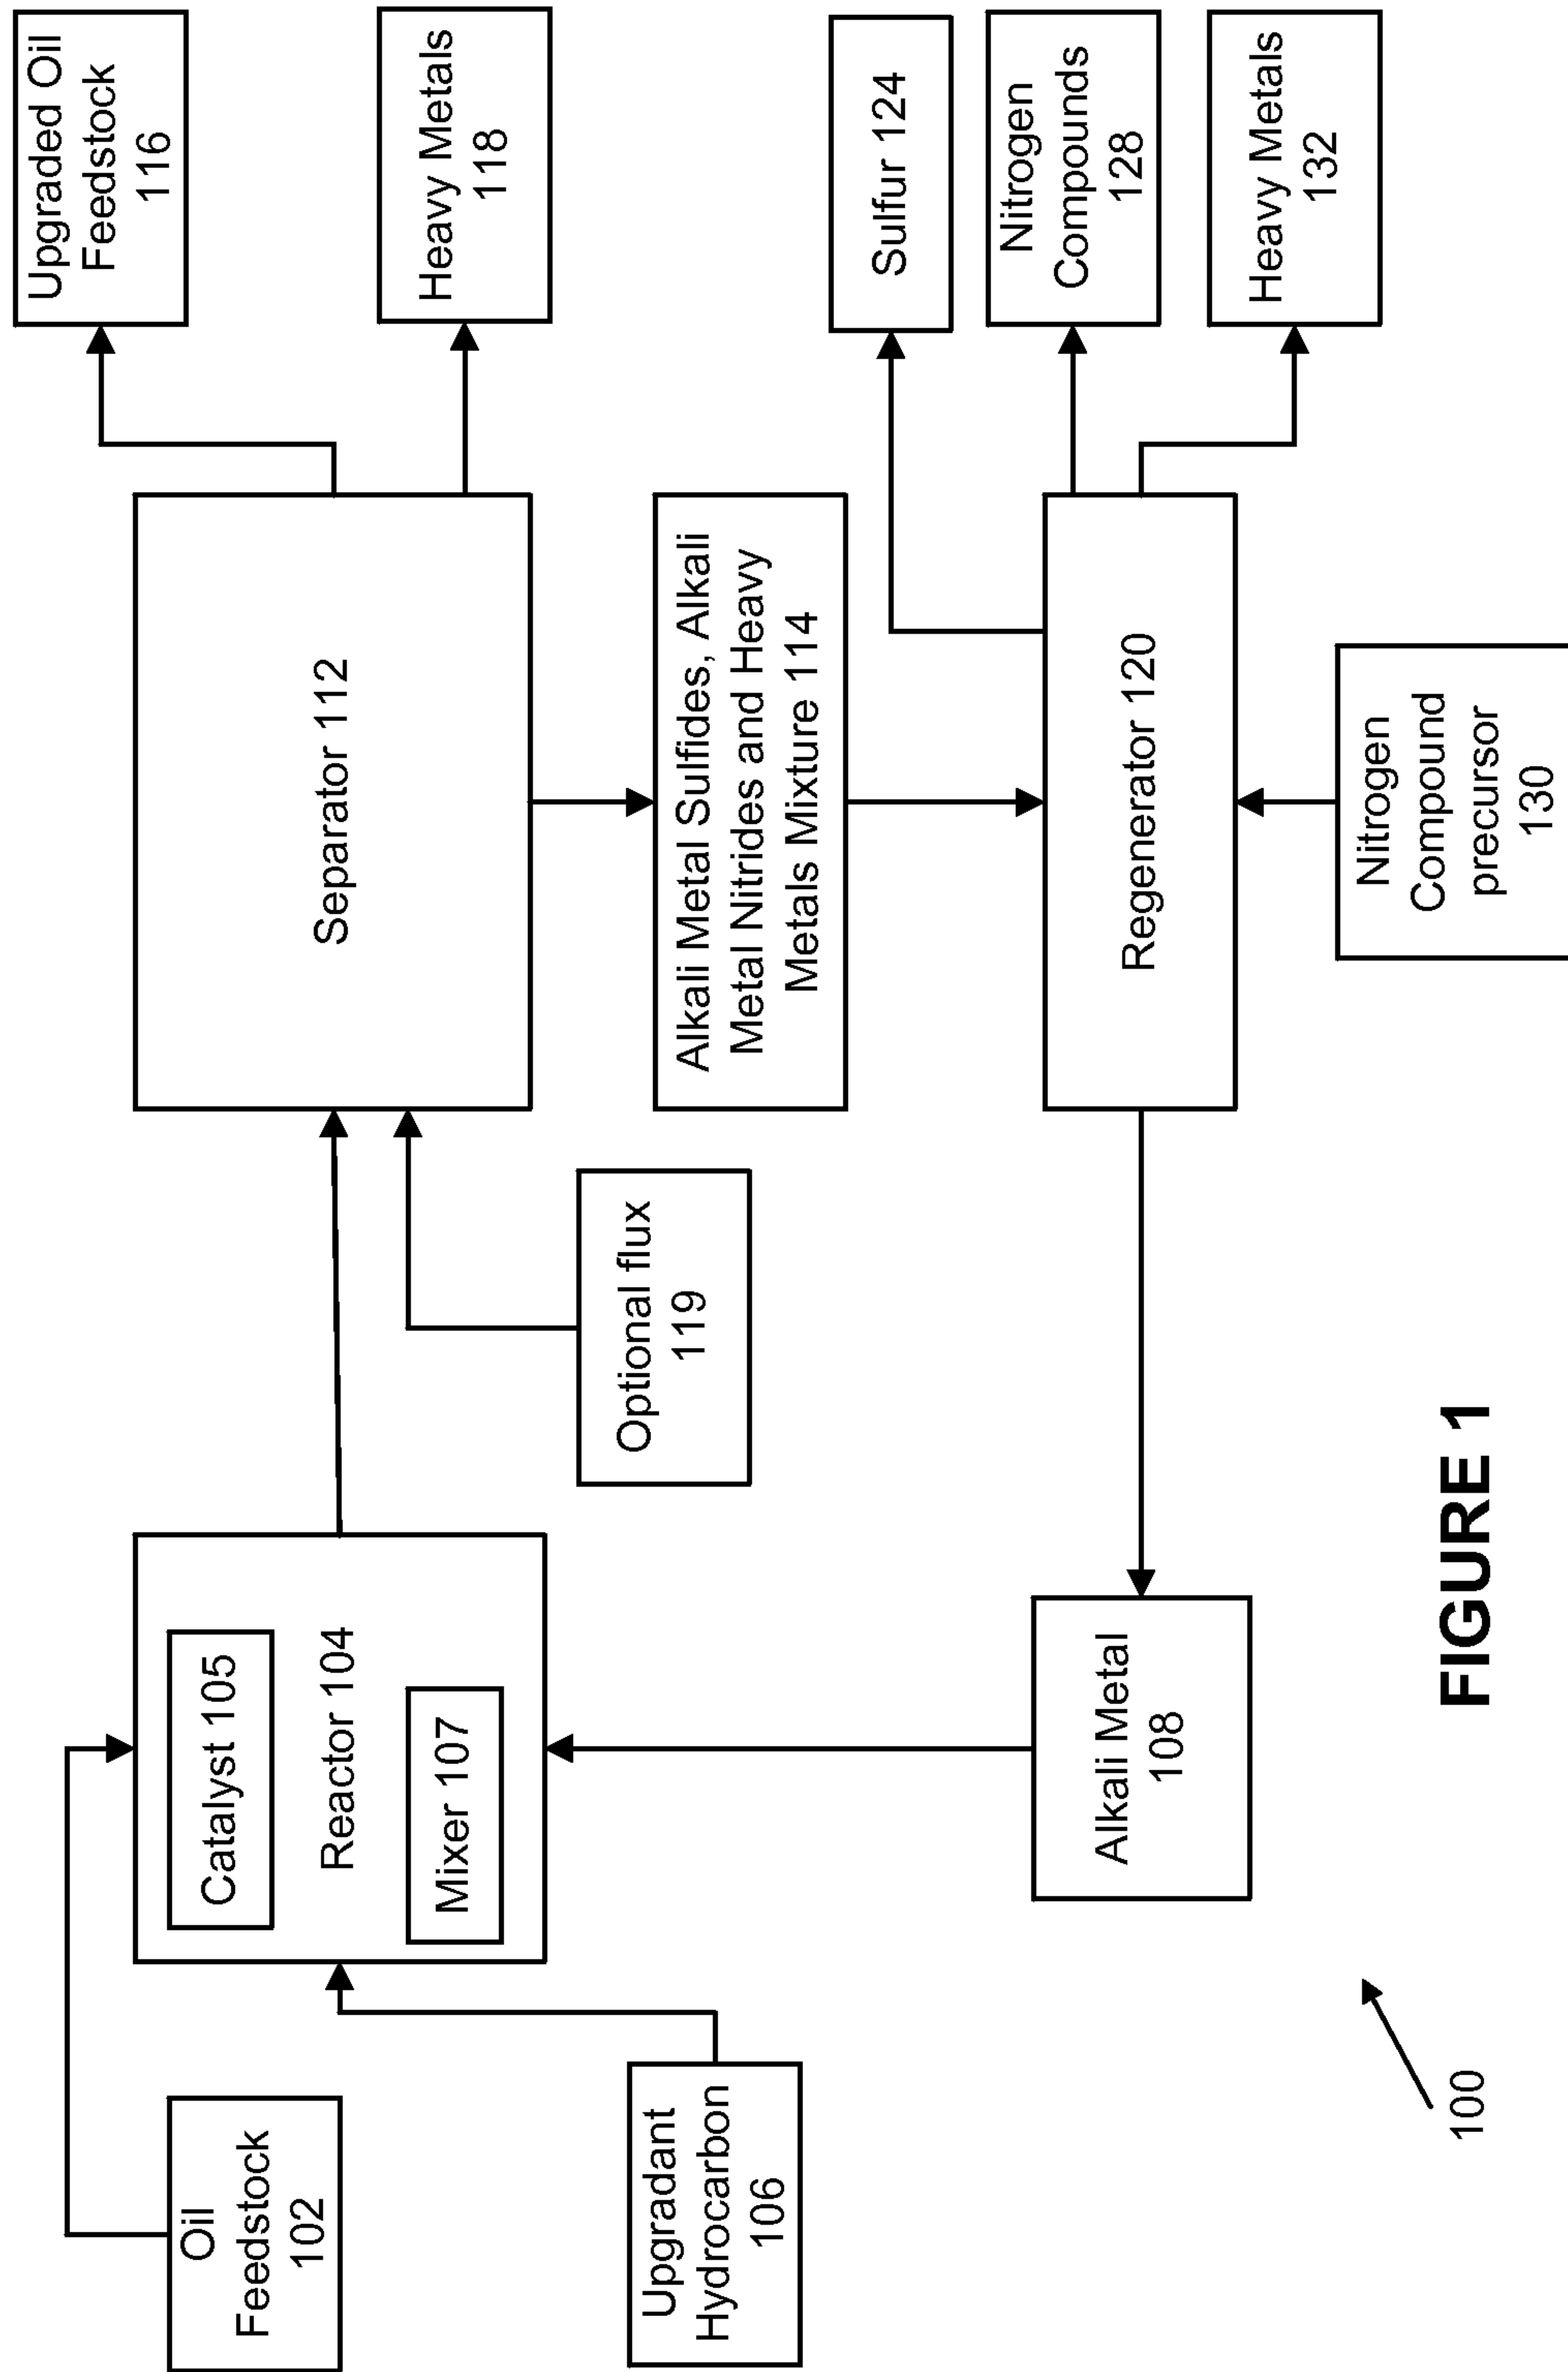 Oil
Feedstock
102
Upgradant
Hydrocarbon
106
Catalyst 105
Reactor 104
Mixer 107
Alkali Metal
108
Optional flux
119
Separator 112
Alkali Metal Sulfides, Alkali
Metal Nitrides and Heavy
Metals Mixture 114
Regenerator 120
Nitrogen
Compound
precursor
130
Upgraded Oil
Feedstock
116
Heavy Metals
118
Sulfur 124
Nitrogen
Compounds
128
Heavy Metals
132
100
FIGURE 1